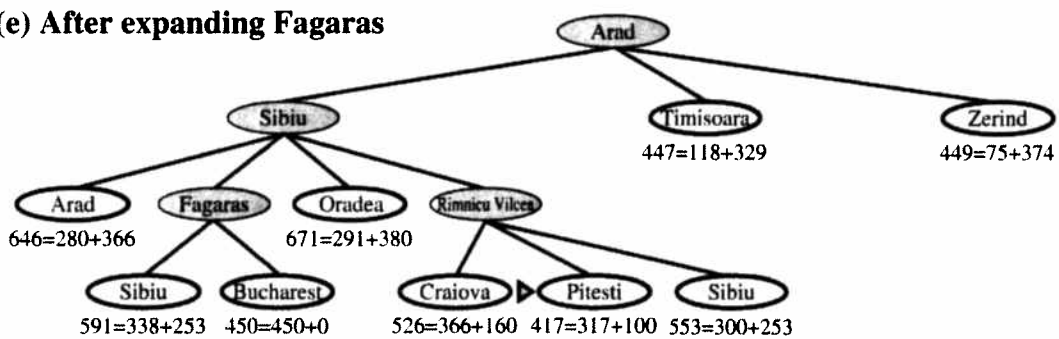 (e) After expanding Fagaras
Arad
Sibiu
Timisoara
Zerind
447=118+329
449=75+374
Arad
Fagaras
Oradea
Rimnicu Vilcea
646=280+366
671=291+380
Sibiu
Bucharest
Craiova
Pitesti
Sibiu
591=338+253
450=450+0
526=366+160
417=317+100
553=300+253